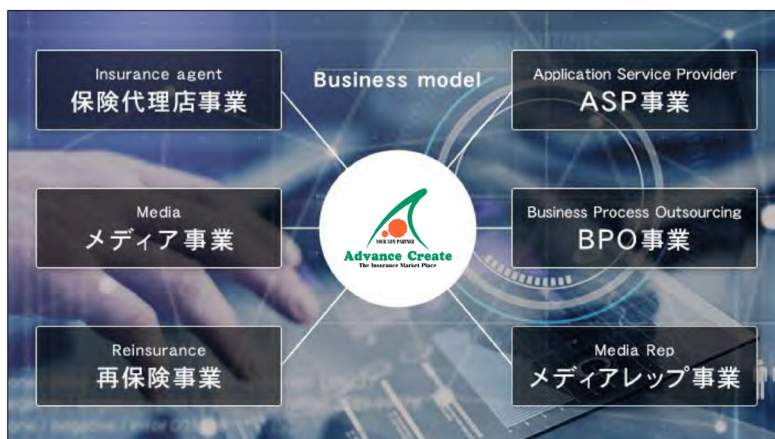 Business model
Insurance agent
保険代理店事業
Media
メディア事業
Reinsurance
再保険事業
YOUR LIFE PARTNER
Advance Create
The Insurance Market Place
Application Service Provider
ASP事業
Business Process Outsourcing
BPO事業
Media Rep
メディアレップ事業